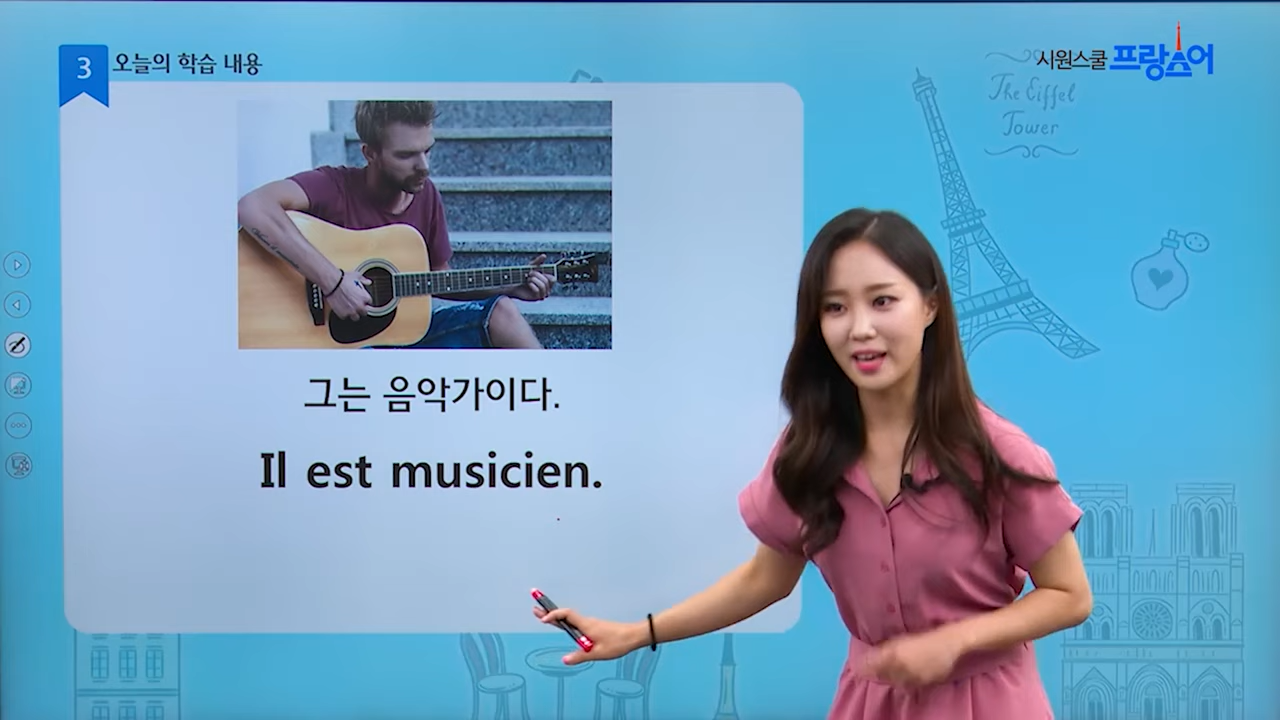 3
오늘의 학습 내용
시원스쿨 프랑스어
The Eiffel
Tower
그는 음악가이다.
Il est musicien.